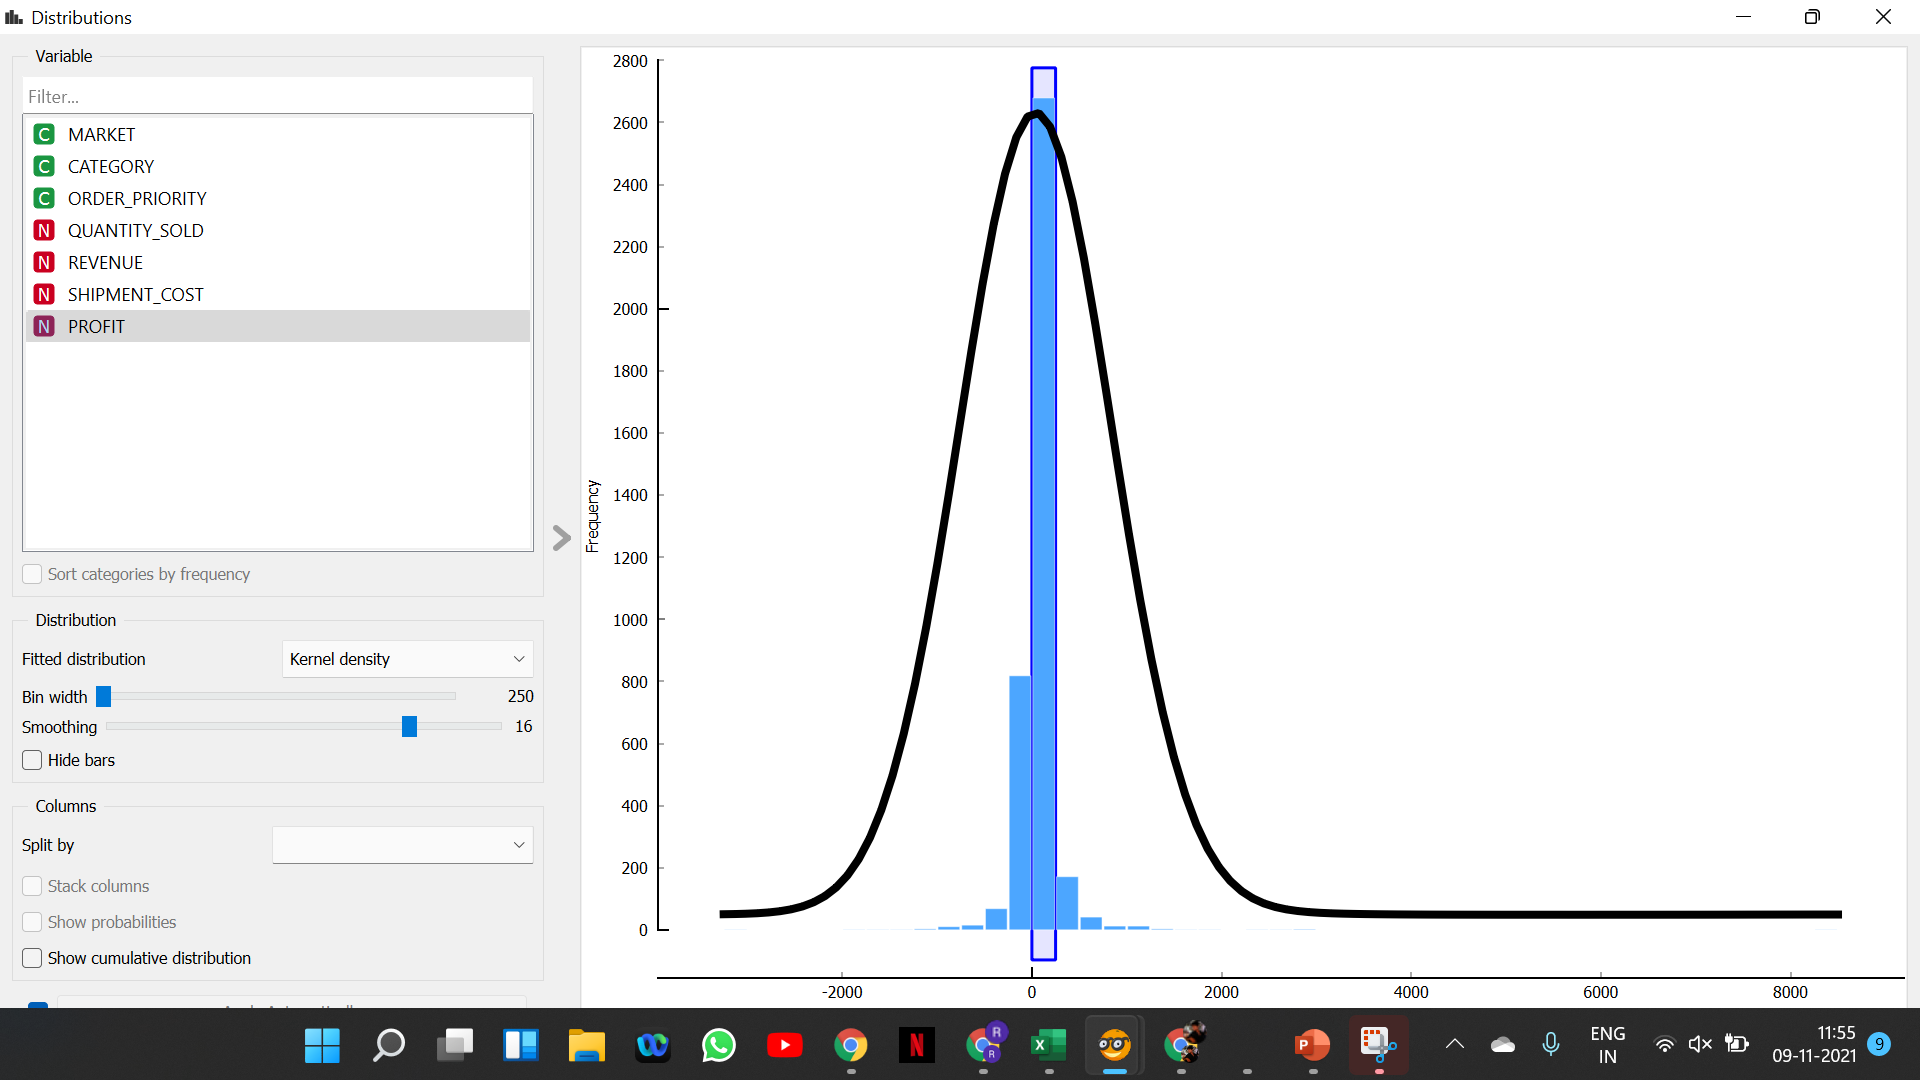 Distributions
Variable
Filter...
C MARKET
C CATEGORY
C ORDER_PRIORITY
N QUANTITY_SOLD
N REVENUE
N SHIPMENT_COST
N PROFIT
Sort categories by frequency
Distribution
Fitted distribution Kernel density
Bin width 250
Smoothing 16
Hide bars
Columns
Split by
Stack columns
Show probabilities
Show cumulative distribution
2800
2600
2400
2200
2000
1800
1600
1400
1200
1000
800
600
400
200
0
Frequency
-2000 0 2000 4000 6000 8000
ENG
IN
11:55
09-11-2021
9